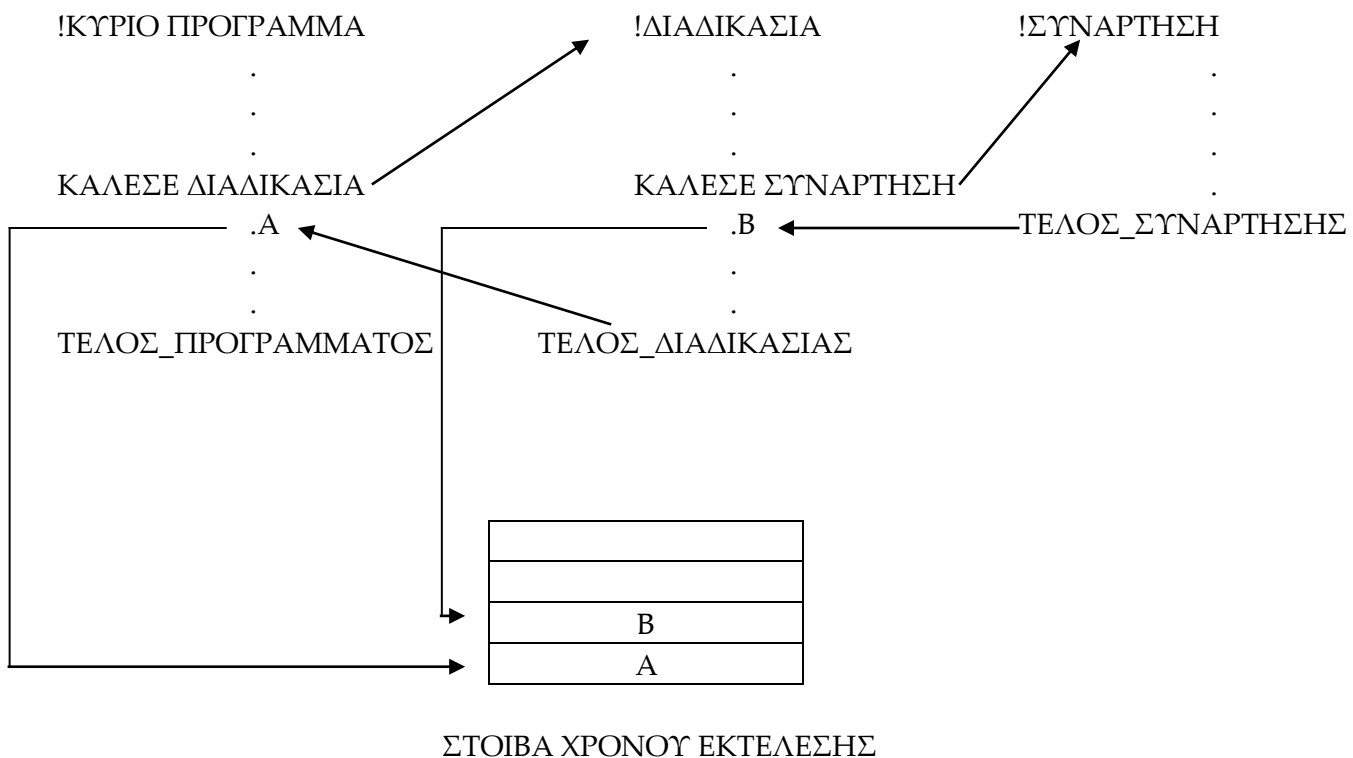 !ΚΥΡΙΟ ΠΡΟΓΡΑΜΜΑ !ΔΙΑΔΙΚΑΣΙΑ !ΣΥΝΑΡΤΗΣΗ
. . .
. . .
. . .
ΚΑΛΕΣΕ ΔΙΑΔΙΚΑΣΙΑ ΚΑΛΕΣΕ ΣΥΝΑΡΤΗΣΗ .
.Α .Β ΤΕΛΟΣ_ΣΥΝΑΡΤΗΣΗΣ
. .
. .
ΤΕΛΟΣ_ΠΡΟΓΡΑΜΜΑΤΟΣ ΤΕΛΟΣ_ΔΙΑΔΙΚΑΣΙΑΣ
Β
Α
ΣΤΟΙΒΑ ΧΡΟΝΟΥ ΕΚΤΕΛΕΣΗΣ